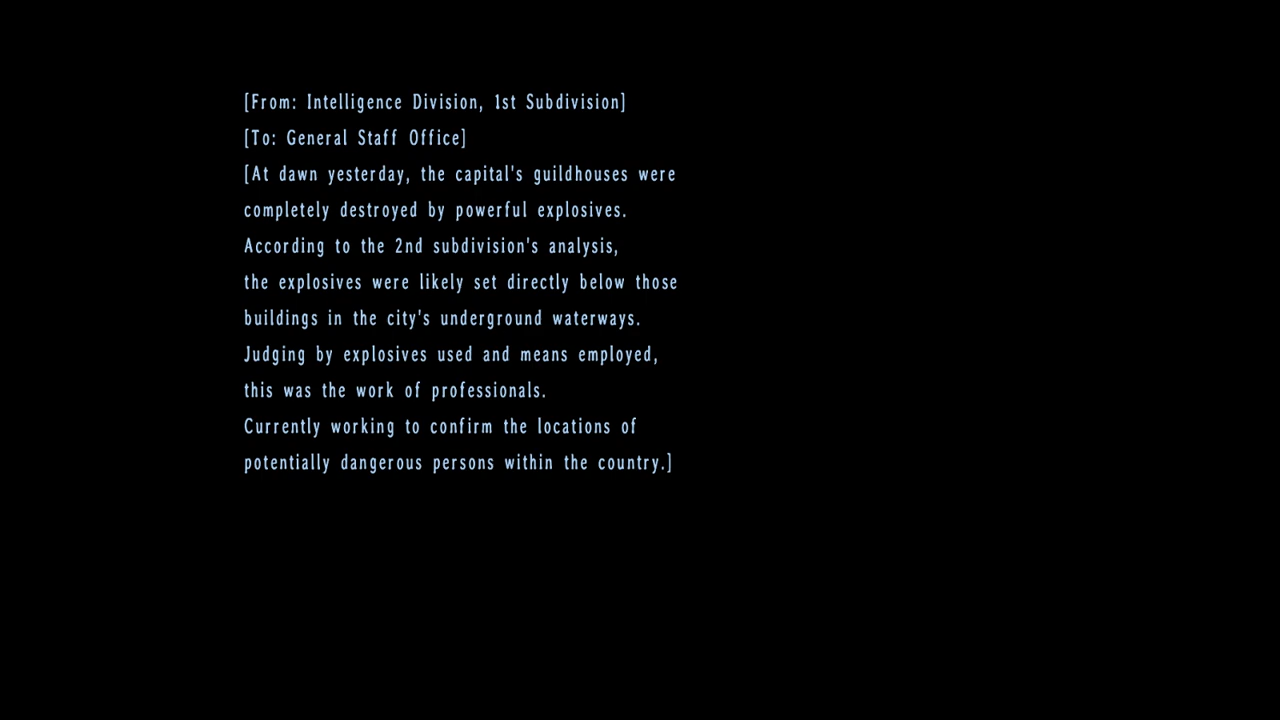 [From: Intelligence Division, 1st Subdivision]
[To: General Staff Office]
[At dawn yesterday, the capital's guildhouses were
completely destroyed by powerful explosives.
According to the 2nd subdivision's analysis,
the explosives were likely set directly below those
buildings in the city's underground waterways.
Judging by explosives used and means employed,
this was the work of professionals.
Currently working to confirm the locations of
potentially dangerous persons within the country.]